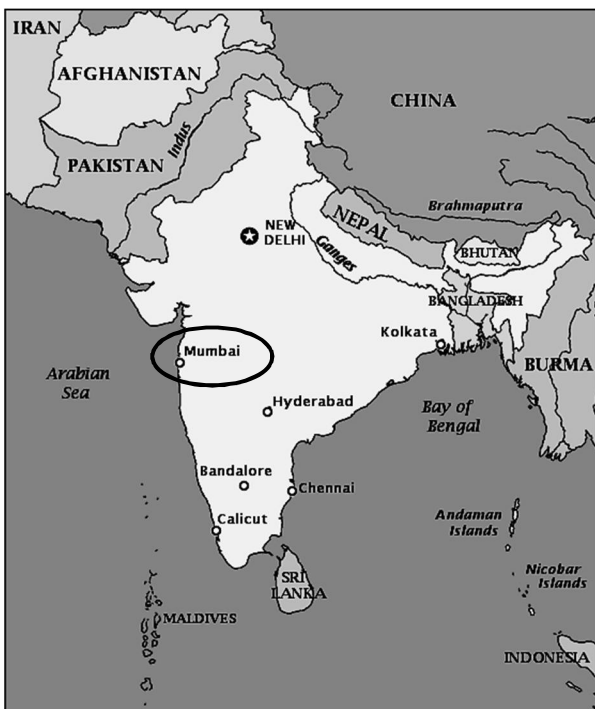 IRAN
AFGHANISTAN
CHINA
Indus
PAKISTAN
Brahmaputra
NEW
DELHI
NEPAL
Ganges
BHUTAN
BANGLADESH
Kolkata
Mumbai
BURMA
Arabian
Sea
Hyderabad
Bay of
Bengal
Bandalore
Chennai
Andaman
Islands
Calicut
Nicobar
Islands
SRI
LANKA
MALDIVES
INDONESIA